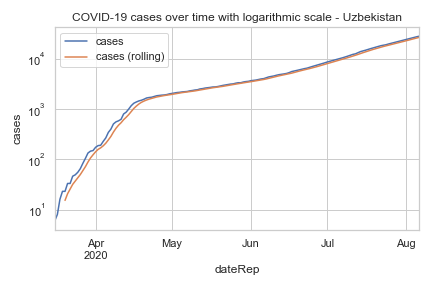 COVID-19 cases over time with logarithmic scale - Uzbekistan
cases
cases (rolling)
10⁴
10³
10²
10¹
cases
Apr
2020
May
Jun
Jul
Aug
dateRep